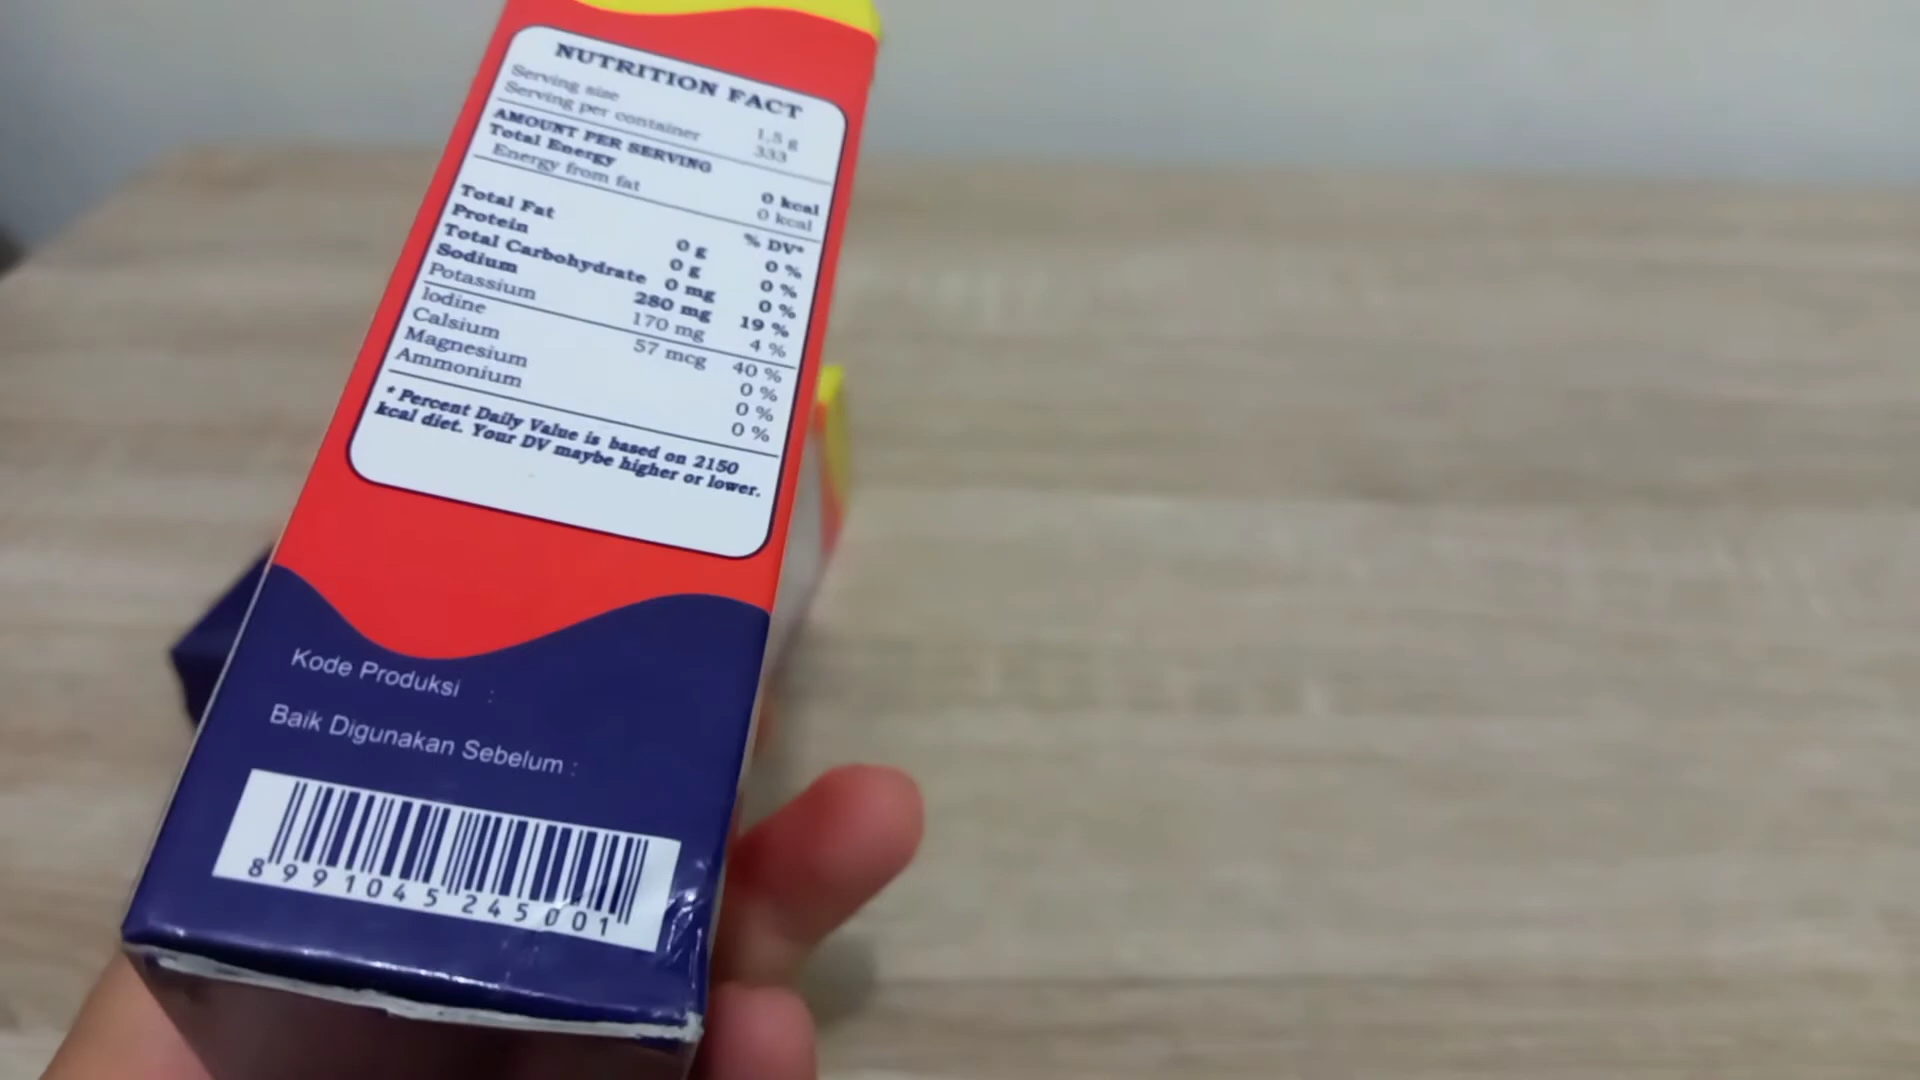 NUTRITION FACT
Serving size 1.5 g
Serving per container 333
AMOUNT PER SERVING
Total Energy 0 kcal
Energy from fat 0 kcal
% DV*
Total Fat 0 g 0 %
Protein 0 g 0 %
Total Carbohydrate 0 mg 0 %
Sodium 280 mg 19 %
Potassium 170 mg 4 %
Iodine 57 mcg 40 %
Calsium 0 %
Magnesium 0 %
Ammonium 0 %
* Percent Daily Value is based on 2150
kcal diet. Your DV maybe higher or lower.
Kode Produksi :
Baik Digunakan Sebelum :
8 991045 245001